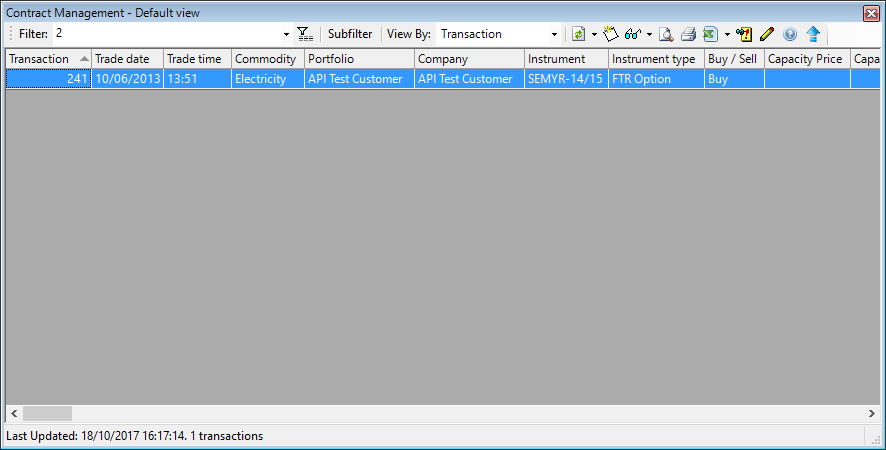 Contract Management - Default view
Filter: 2 Subfilter View By: Transaction
Transaction Trade date Trade time Commodity Portfolio Company Instrument Instrument type Buy / Sell Capacity Price Capa
241 10/06/2013 13:51 Electricity API Test Customer API Test Customer SEMYR-14/15 FTR Option Buy
Last Updated: 18/10/2017 16:17:14. 1 transactions